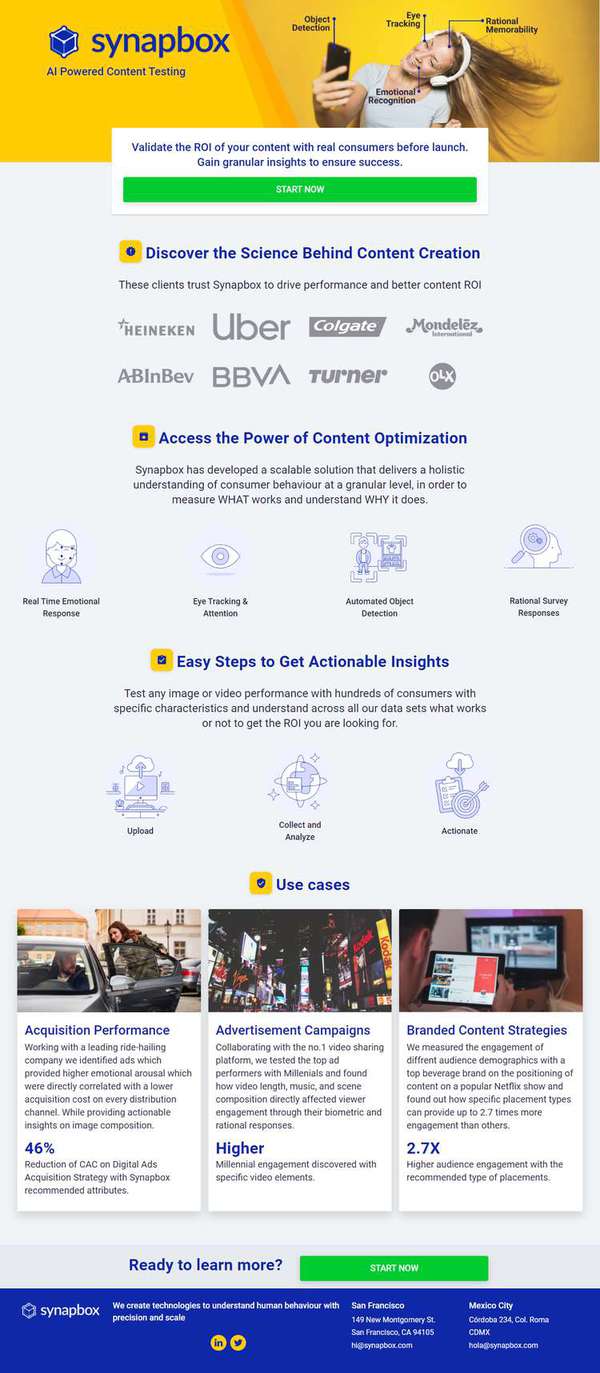 synapbox
AI Powered Content Testing
Object
Detection
Eye
Tracking
Rational
Memorability
Emotional
Recognition
Validate the ROI of your content with real consumers before launch.
Gain granular insights to ensure success.
START NOW
Discover the Science Behind Content Creation
These clients trust Synapbox to drive performance and better content ROI
HEINEKEN
Uber
Colgate
Mondelēz
International
ABInBev
BBVA
Turner
OLX
Access the Power of Content Optimization
Synapbox has developed a scalable solution that delivers a holistic
understanding of consumer behaviour at a granular level, in order to
measure WHAT works and understand WHY it does.
Real Time Emotional
Response
Eye Tracking &
Attention
Automated Object
Detection
Rational Survey
Responses
Easy Steps to Get Actionable Insights
Test any image or video performance with hundreds of consumers with
specific characteristics and understand across all our data sets what works
or not to get the ROI you are looking for.
Upload
Collect and
Analyze
Actionate
Use cases
Virgin
Kodak
Acquisition Performance
Working with a leading ride-hailing
company we identified ads which
provided higher emotional arousal which
were directly correlated with a lower
acquisition cost on every distribution
channel. While providing actionable
insights on image composition.
46%
Reduction of CAC on Digital Ads
Acquisition Strategy with Synapbox
recommended attributes.
Advertisement Campaigns
Collaborating with the no.1 video sharing
platform, we tested the top ad
performers with Millenials and found
how video length, music, and scene
composition directly affected viewer
engagement through their biometric and
rational responses.
Higher
Millennial engagement discovered with
specific video elements.
Branded Content Strategies
We measured the engagement of
diffrent audience demographics with a
top beverage brand on the positioning of
content on a popular Netflix show and
found out how specific placement types
can provide up to 2.7 times more
engagement than others.
2.7X
Higher audience engagement with the
recommended type of placements.
Ready to learn more?
START NOW
synapbox
We create technologies to understand human behaviour with
precision and scale
in
San Francisco
149 New Montgomery St.
San Francisco, CA 94105
hi@synapbox.com
Mexico City
Córdoba 234, Col. Roma
CDMX
hola@synapbox.com